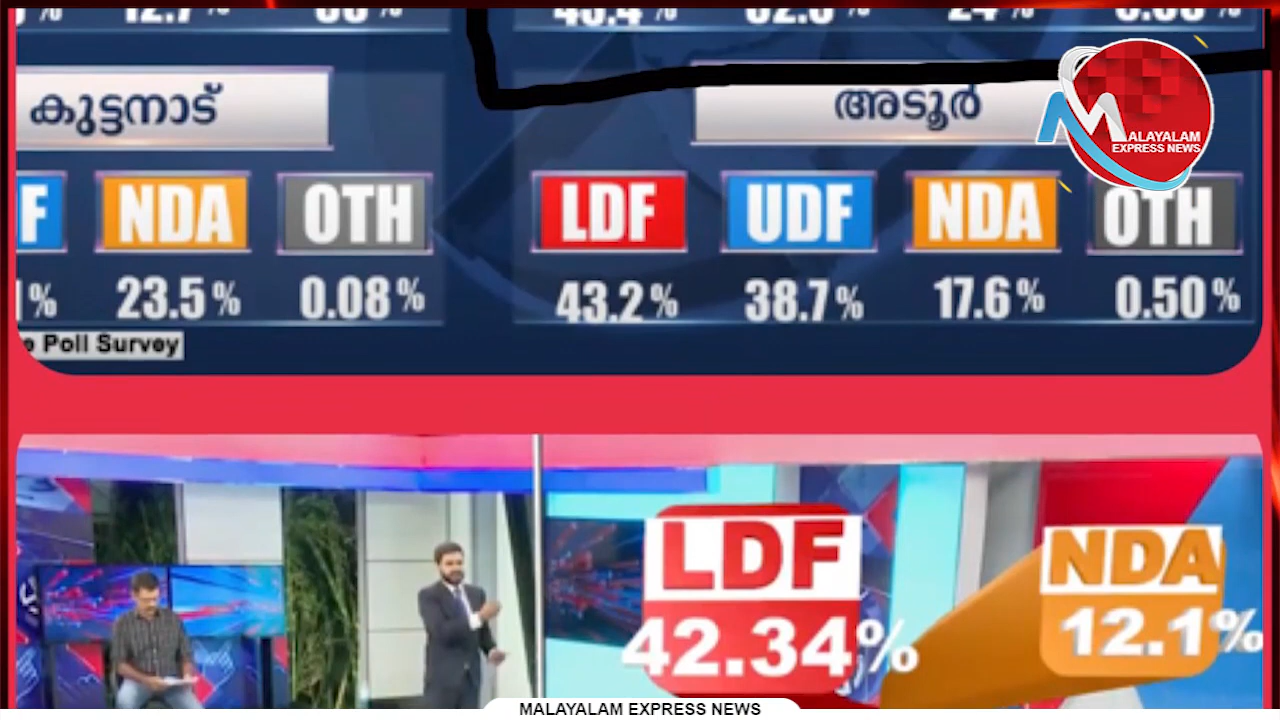 കുട്ടനാട്
അടൂർ
MALAYALAM
EXPRESS NEWS
F NDA OTH
LDF UDF NDA OTH
% 23.5% 0.08%
43.2% 38.7% 17.6% 0.50%
Poll Survey
LDF
42.34%
NDA
12.1%
MALAYALAM EXPRESS NEWS